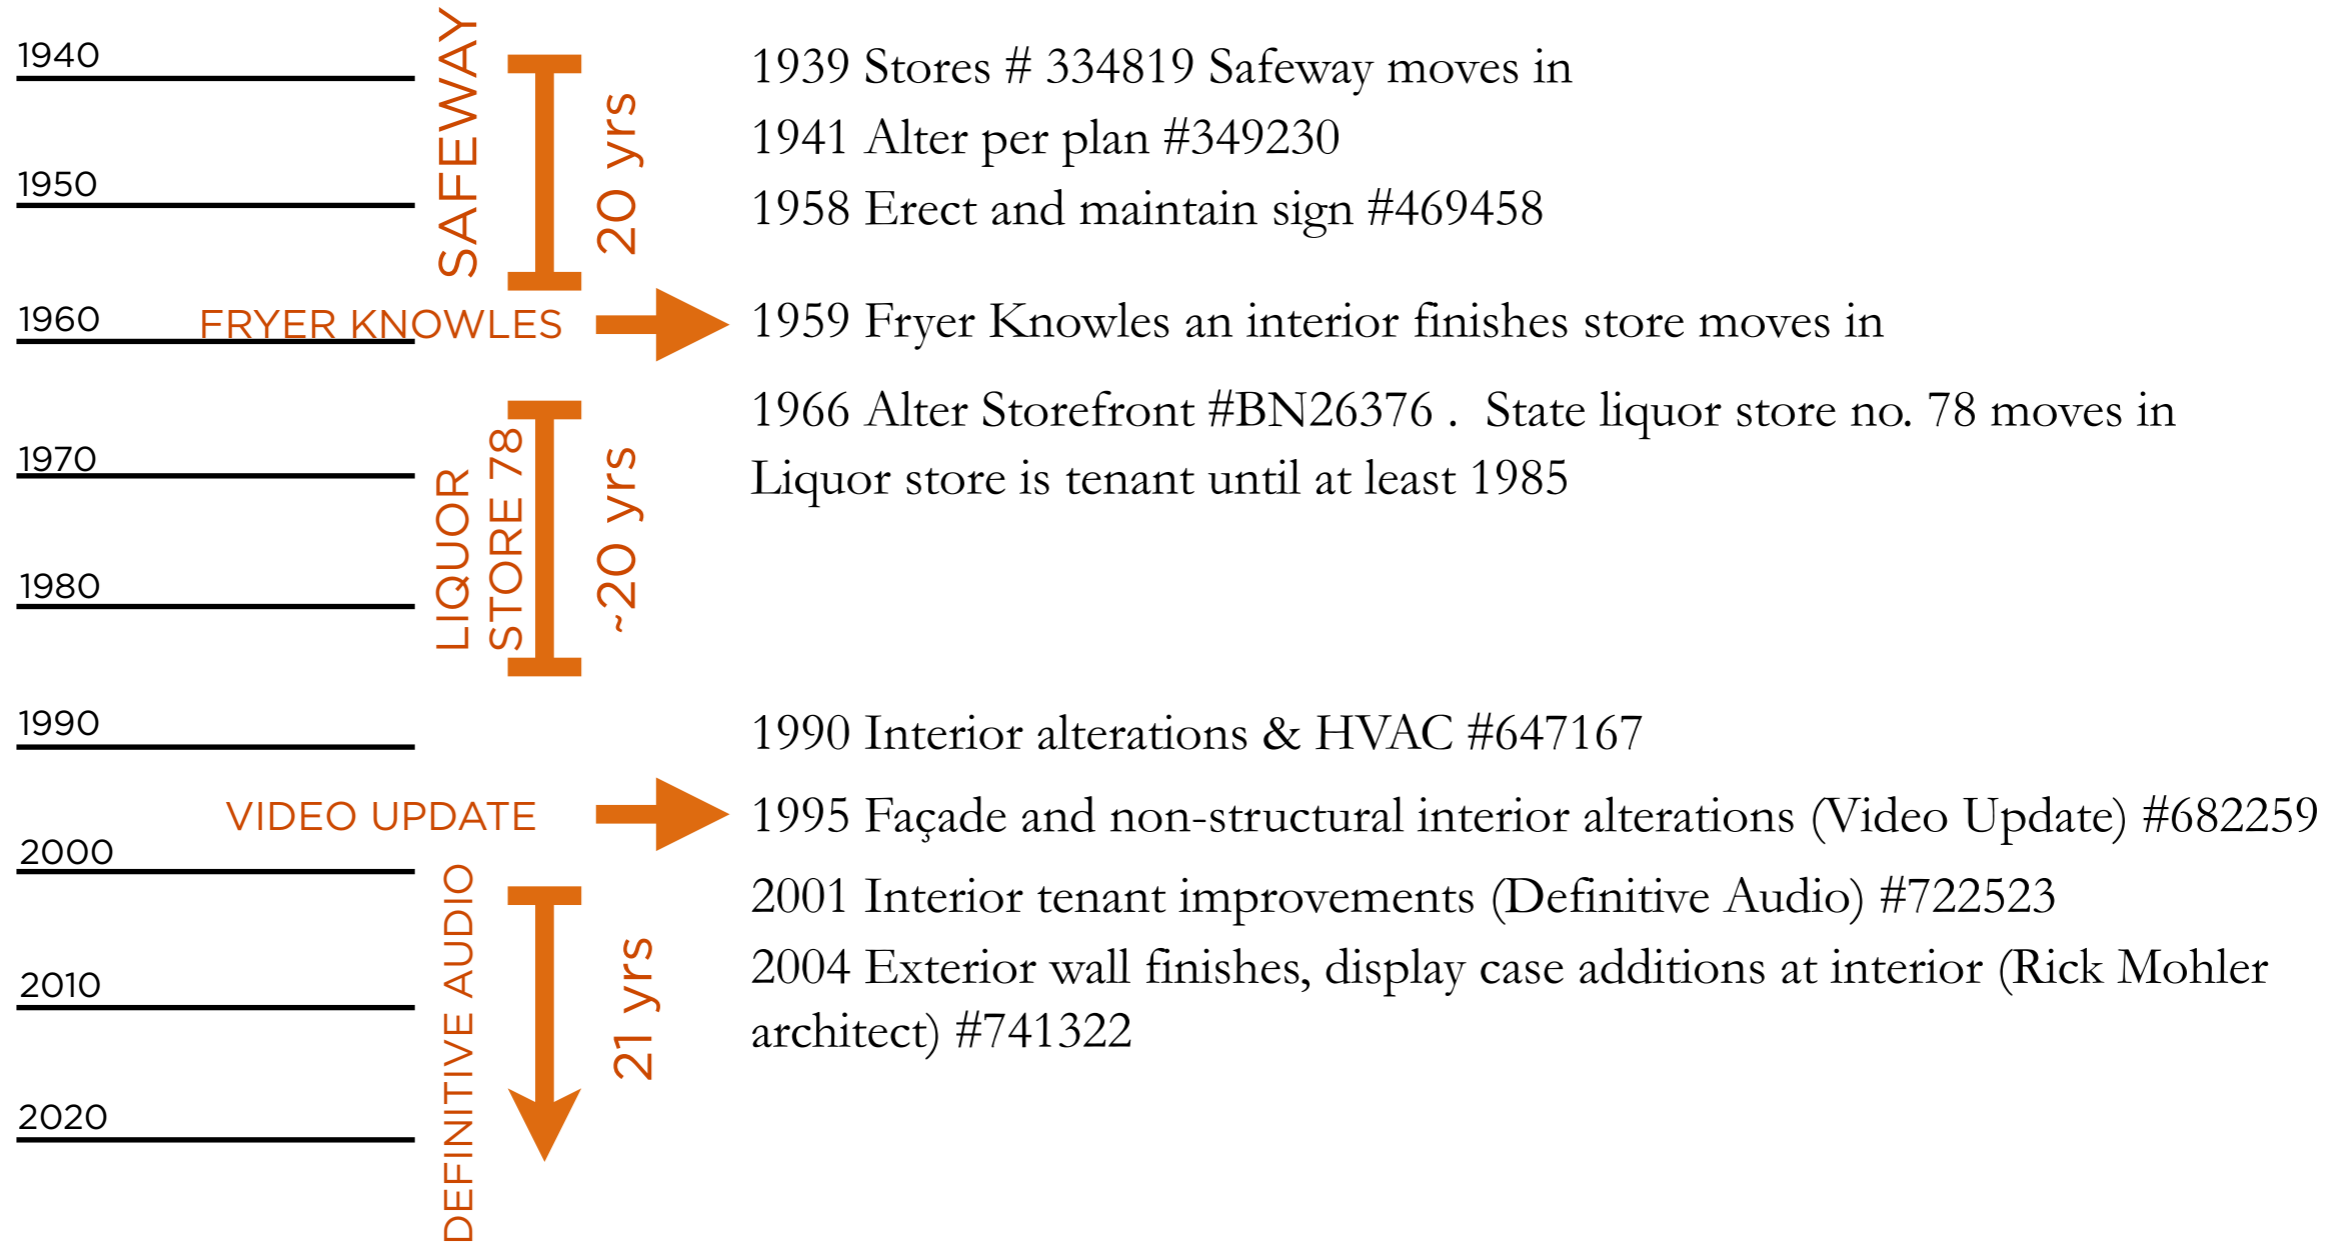 1940
SAFEWAY
20 yrs
1939 Stores # 334819 Safeway moves in
1941 Alter per plan #349230
1950
1958 Erect and maintain sign #469458
1960
FRYER KNOWLES
1959 Fryer Knowles an interior finishes store moves in
1966 Alter Storefront #BN26376 .  State liquor store no. 78 moves in
Liquor store is tenant until at least 1985
1970
LIQUOR
STORE 78
~20 yrs
1980
1990
1990 Interior alterations & HVAC #647167
VIDEO UPDATE
1995 Façade and non-structural interior alterations (Video Update) #682259
2000
DEFINITIVE AUDIO
21 yrs
2001 Interior tenant improvements (Definitive Audio) #722523
2004 Exterior wall finishes, display case additions at interior (Rick Mohler
architect) #741322
2010
2020